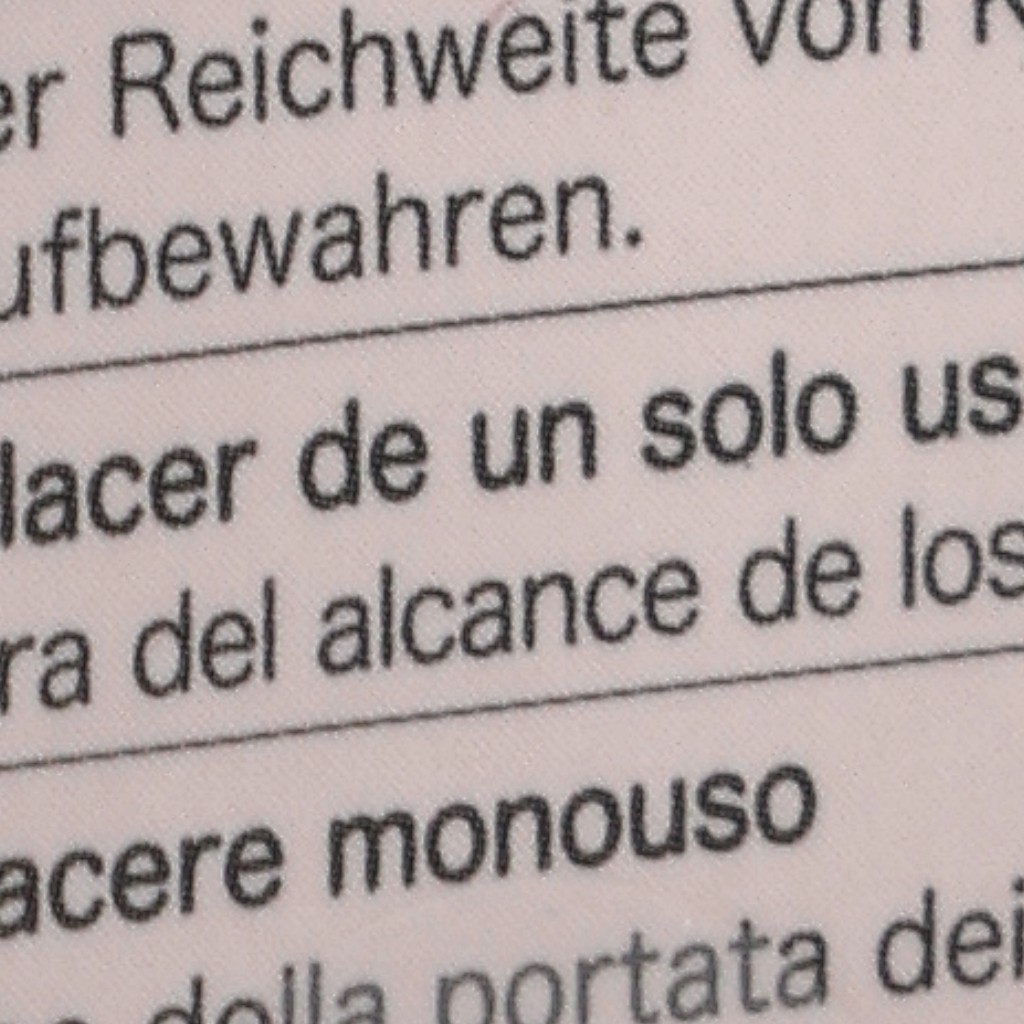 er Reichweite von K
ufbewahren.
lacer de un solo us
ra del alcance de los
acere monouso
della portata dei